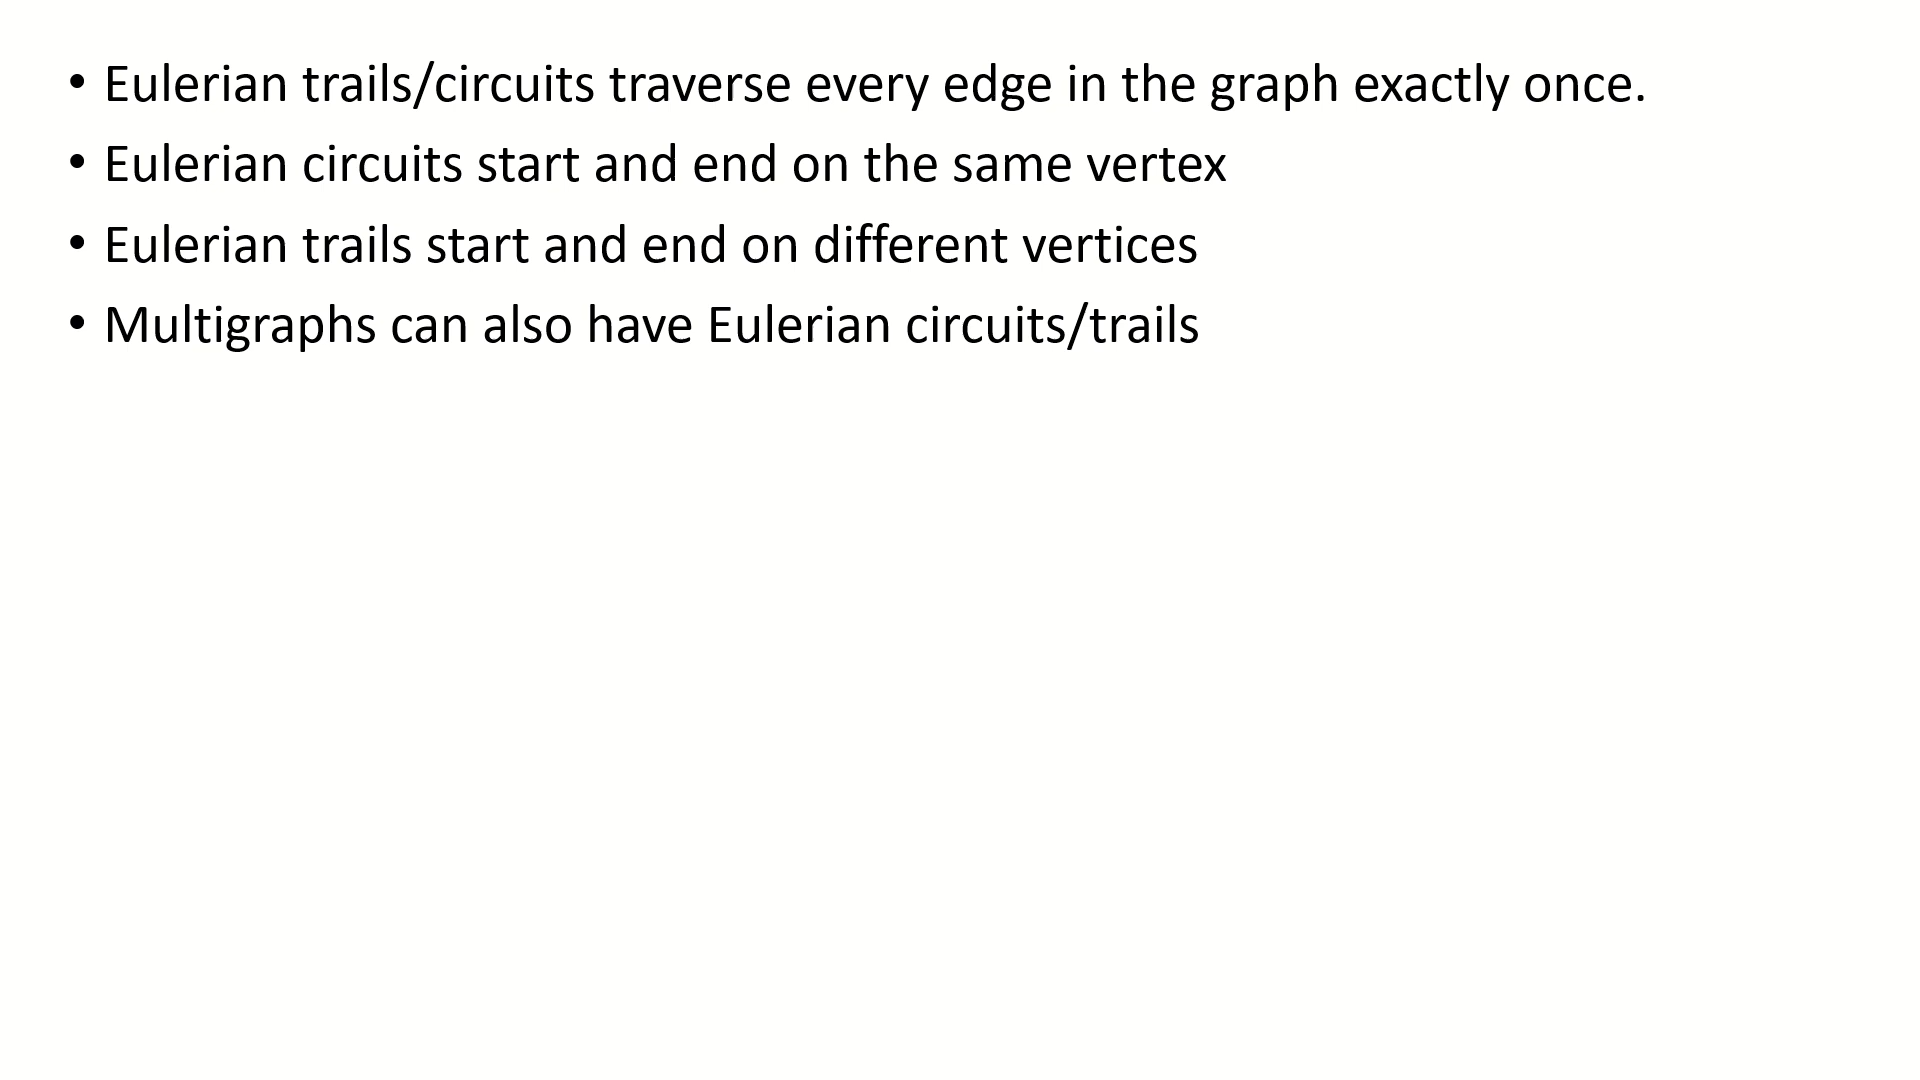 • Eulerian trails/circuits traverse every edge in the graph exactly once.
• Eulerian circuits start and end on the same vertex
• Eulerian trails start and end on different vertices
• Multigraphs can also have Eulerian circuits/trails